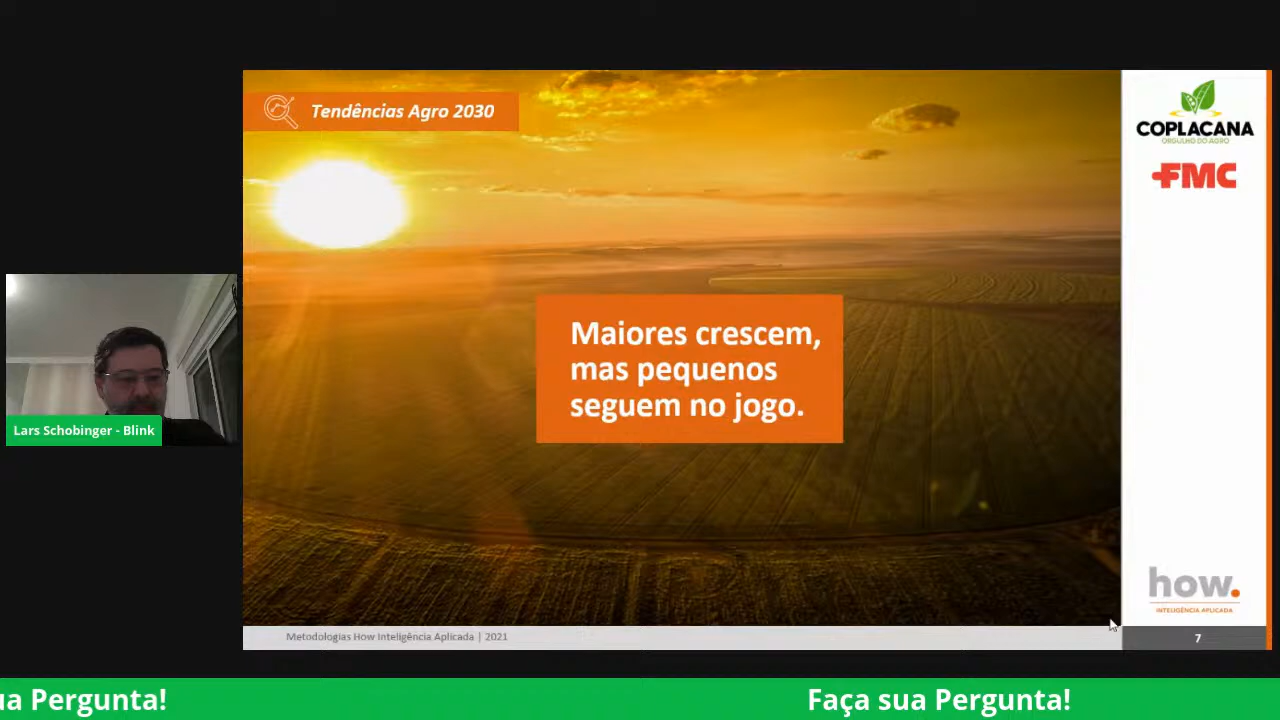 Tendências Agro 2030
COPLACANA
ORGULHO DO AGRO
FMC
Maiores crescem,
mas pequenos
seguem no jogo.
Lars Schobinger - Blink
how.
INTELIGÊNCIA APLICADA
Metodologias How Inteligência Aplicada | 2021
7
ua Pergunta!
Faça sua Pergunta!